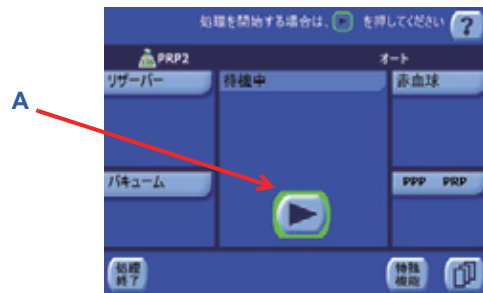 処理を開始する場合は、 を押してください ?
PRP2 オート
リザーバー 待機中 赤血球
A
バキューム PPP PRP
処理 特殊
終了 機能